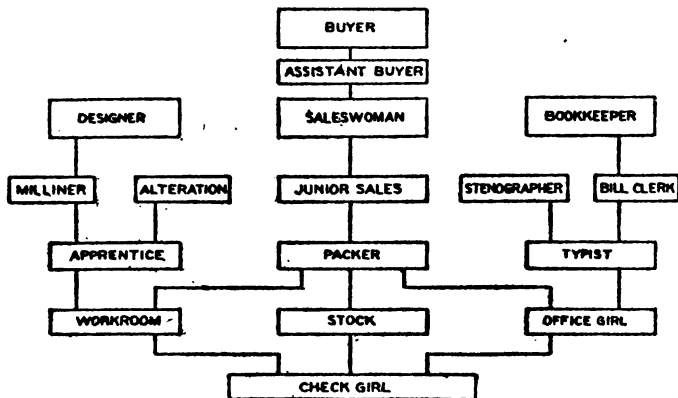 BUYER
ASSISTANT BUYER
DESIGNER
SALESWOMAN
BOOKKEEPER
MILLINER
ALTERATION
JUNIOR SALES
STENOGRAPHER
BILL CLERK
APPRENTICE
PACKER
TYPIST
WORKROOM
STOCK
OFFICE GIRL
CHECK GIRL